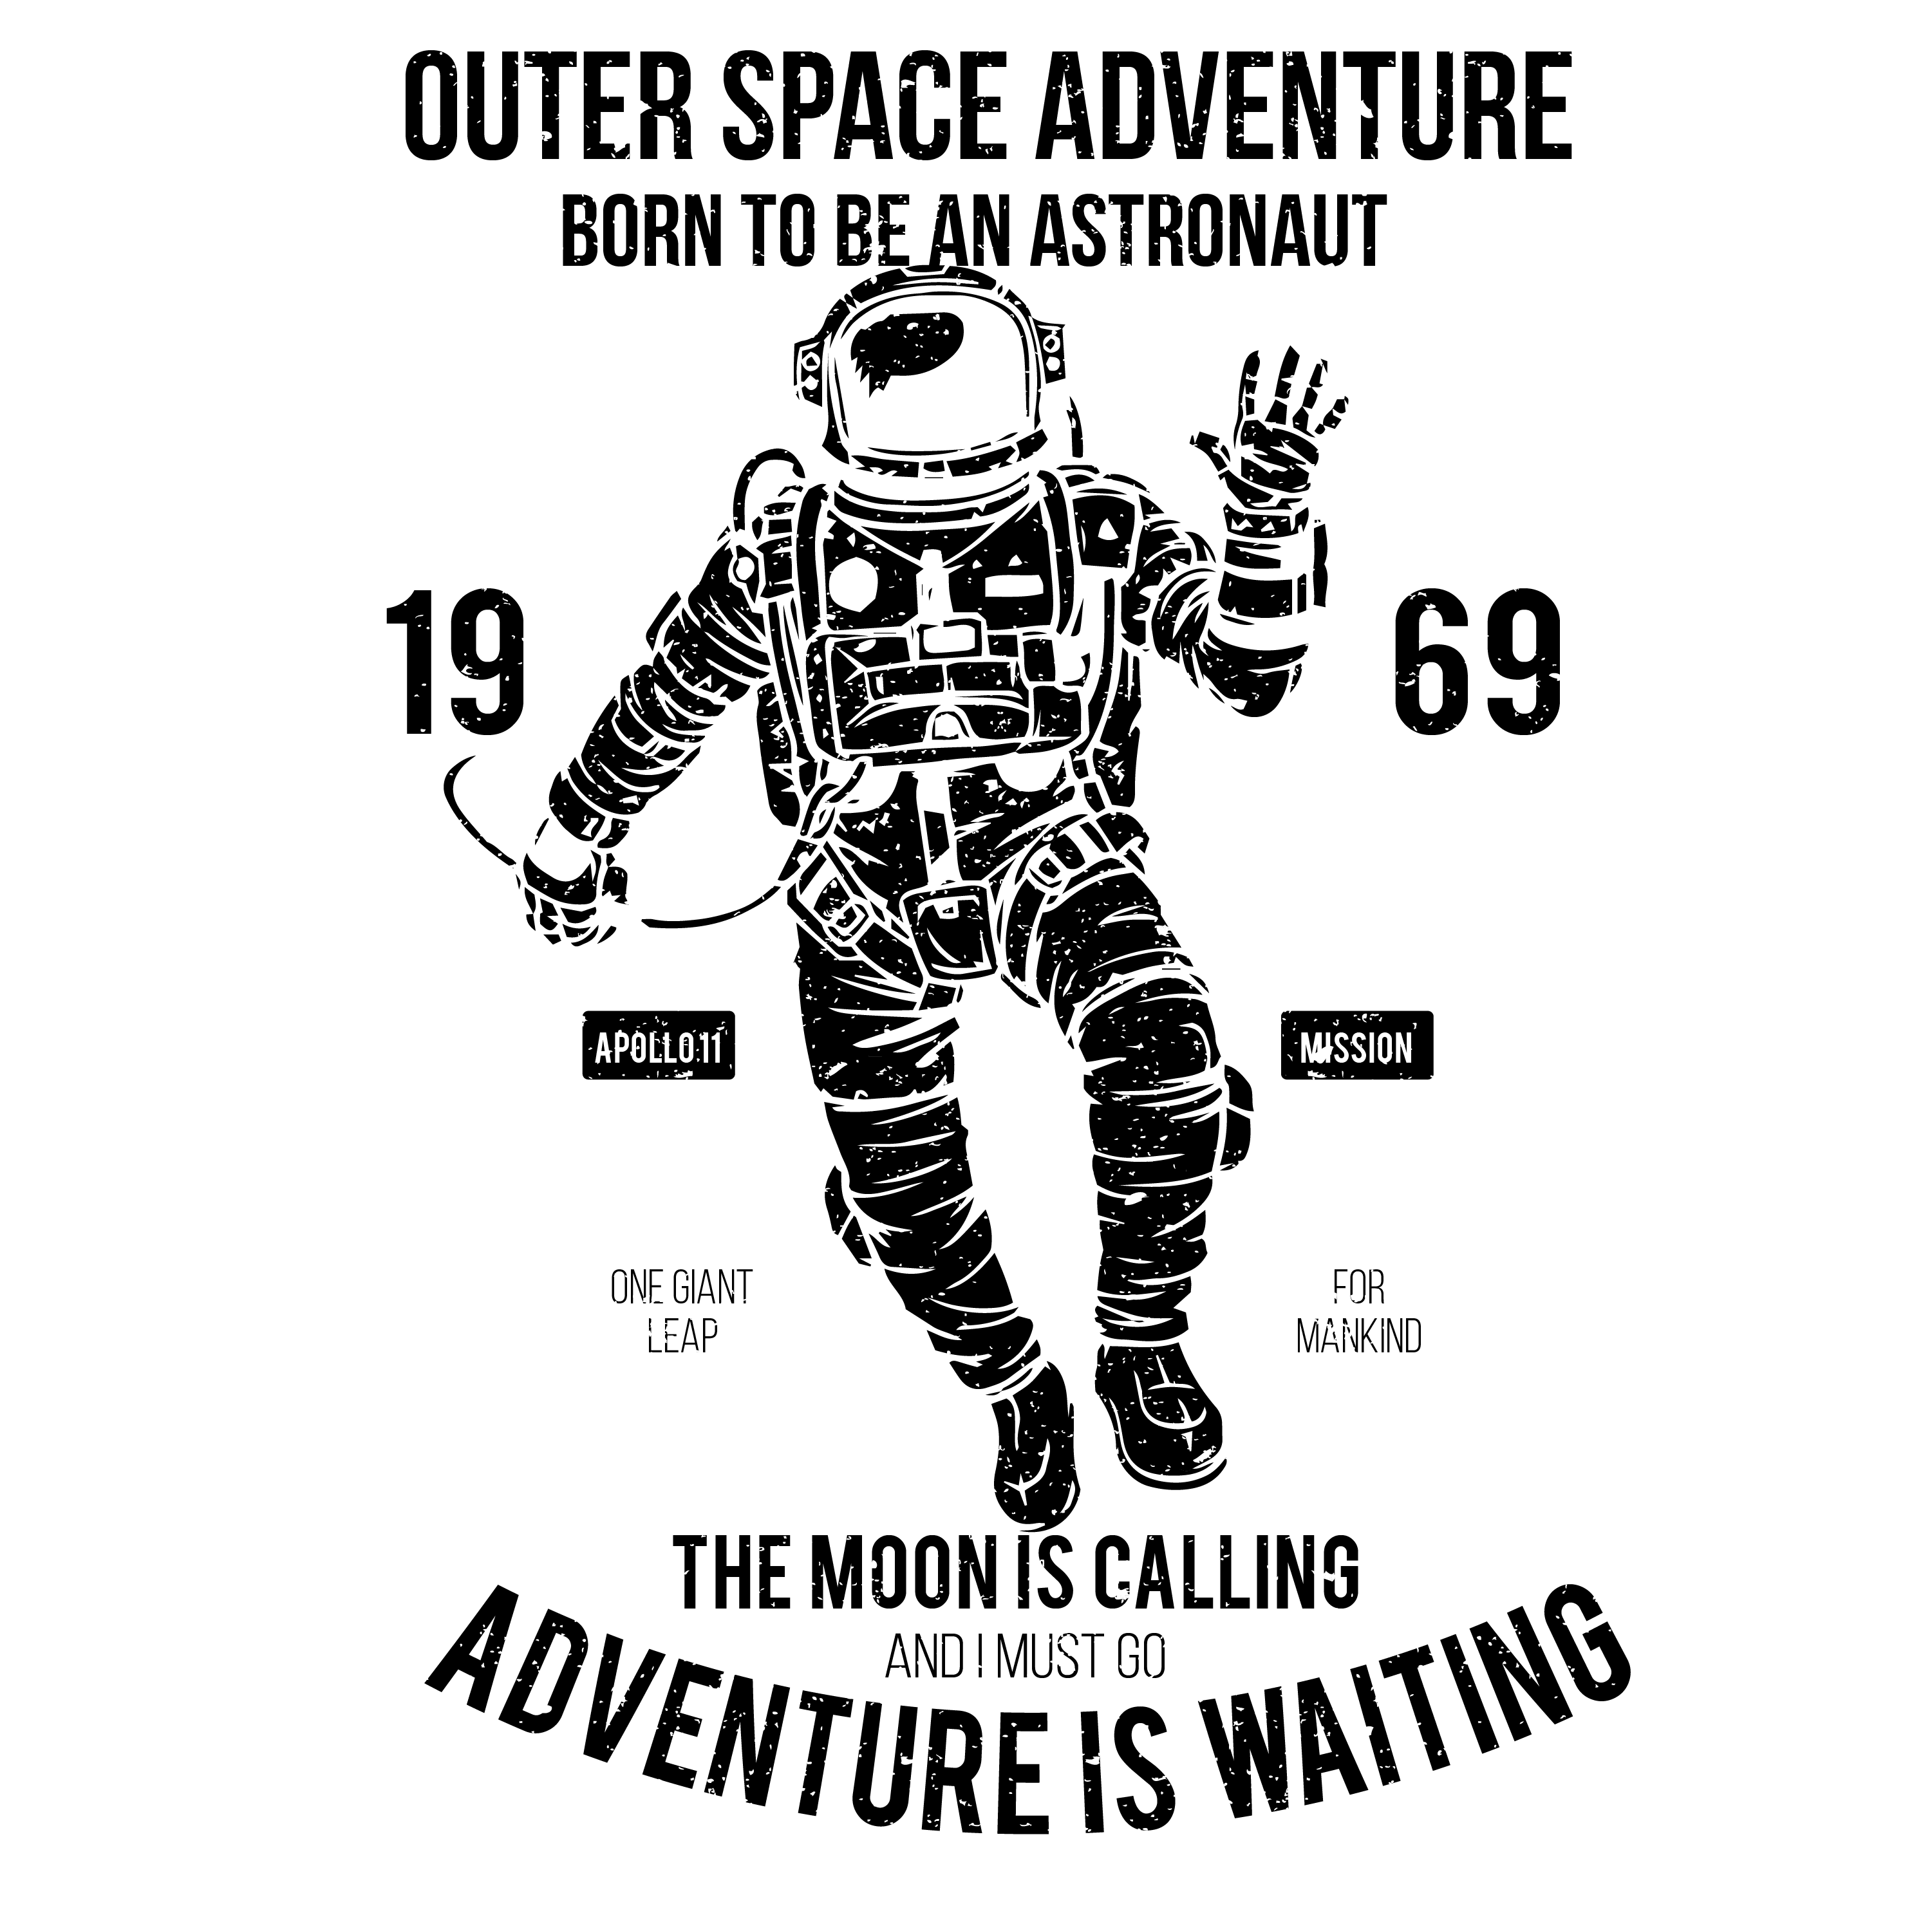 OUTER SPACE ADVENTURE
BORN TO BE AN ASTRONAUT
19 69
APOLLO 11 MISSION
ONE GIANT
LEAP
FOR
MANKIND
THE MOON IS CALLING
AND I MUST GO
ADVENTURE IS WAITING